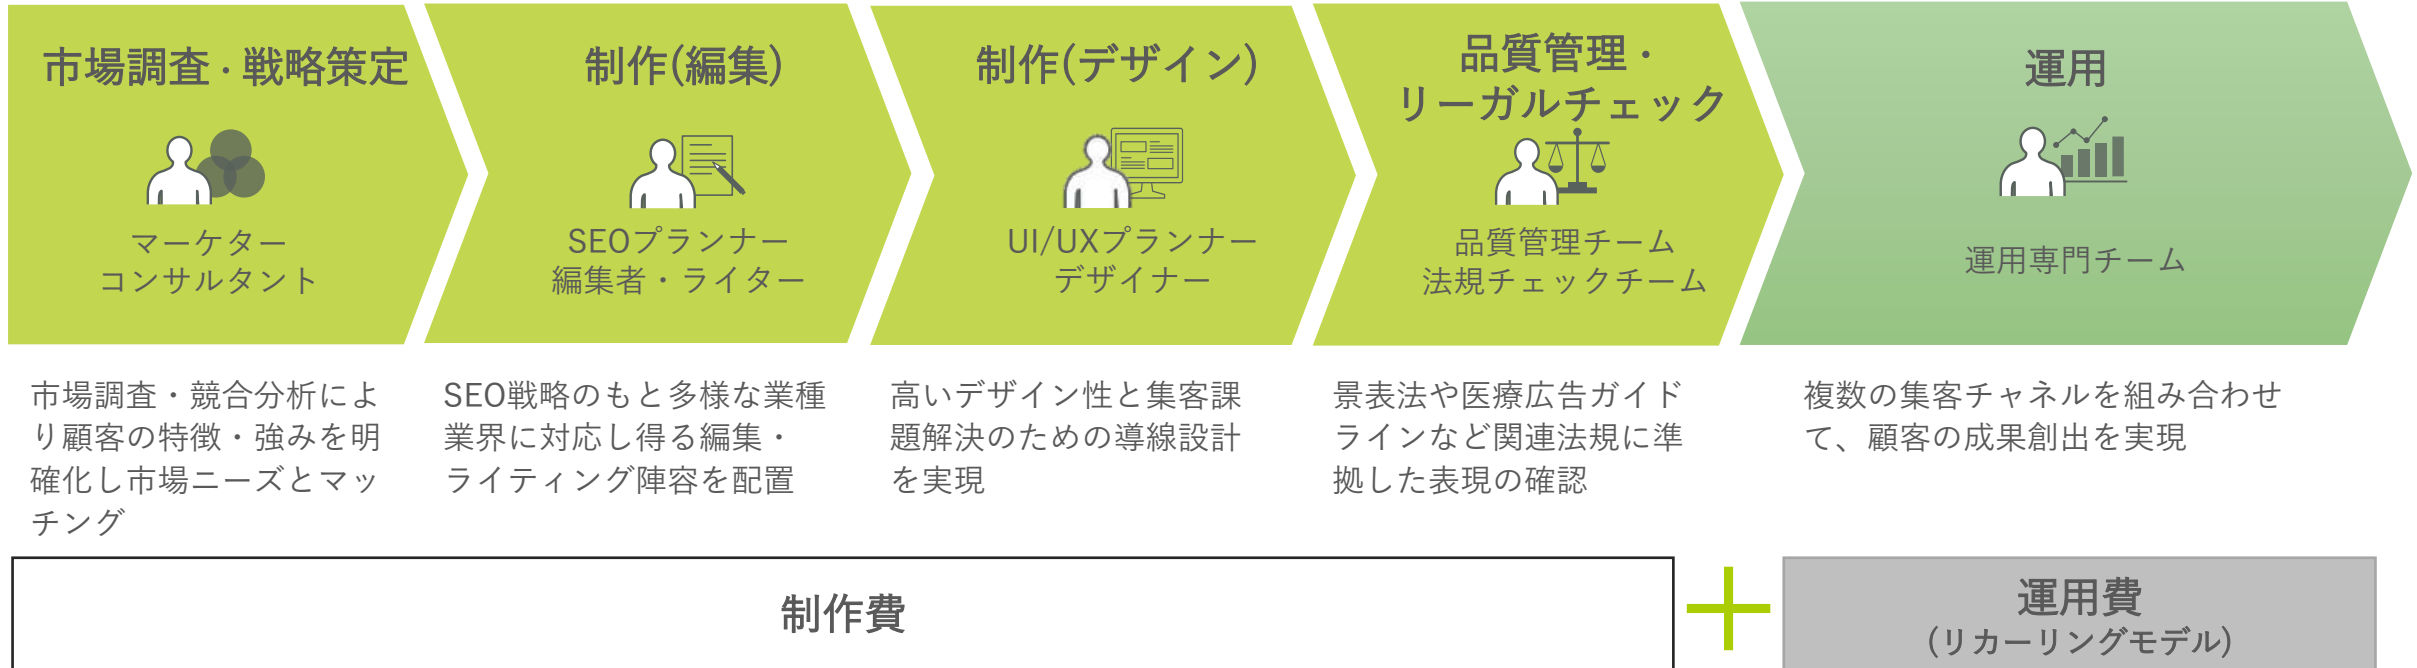 市場調査・戦略策定
マーケター
コンサルタント
市場調査・競合分析によ
り顧客の特徴・強みを明
確化し市場ニーズとマッ
チング
制作(編集)
SEOプランナー
編集者・ライター
SEO戦略のもと多様な業種
業界に対応し得る編集・
ライティング陣容を配置
制作(デザイン)
UI/UXプランナー
デザイナー
高いデザイン性と集客課
題解決のための導線設計
を実現
品質管理・
リーガルチェック
品質管理チーム
法規チェックチーム
景表法や医療広告ガイド
ラインなど関連法規に準
拠した表現の確認
運用
運用専門チーム
複数の集客チャネルを組み合わせ
て、顧客の成果創出を実現
制作費
運用費
(リカーリングモデル)